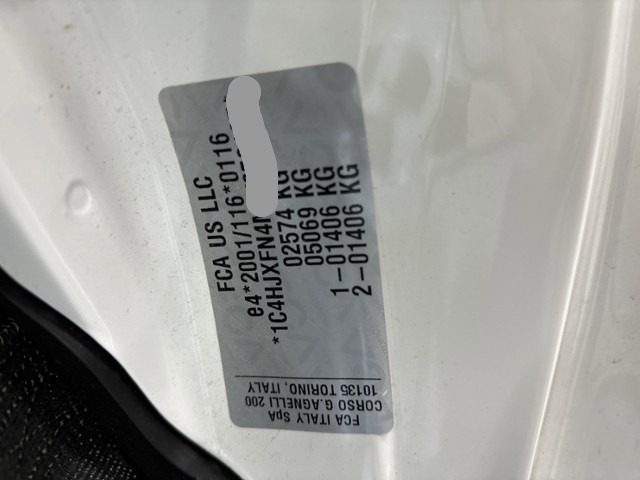 FCA US LLC
e4*2001/116*0116
*1C4HJXFN4
02574 KG
05069 KG
1-01406 KG
2-01406 KG
FCA ITALY SpA
CORSO G.AGNELLI 200
10135 TORINO, ITALY